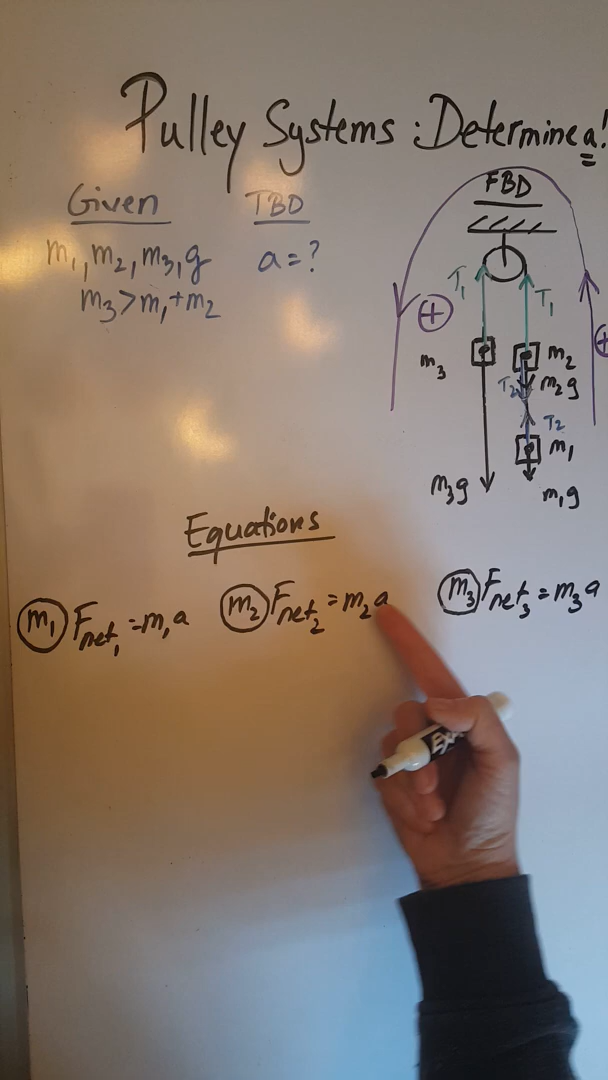 Pulley Systems : Determine a!
Given
TBD
m₁, m₂, m₃, g
a = ?
m₃ > m₁ + m₂
FBD
T₁
T₁
+
+
m₃
m₂
T₂
m₂g
T₂
m₁
m₃g
m₁g
Equations
m₁ Fnet₁ = m₁a
m₂ Fnet₂ = m₂a
m₃ Fnet₃ = m₃a